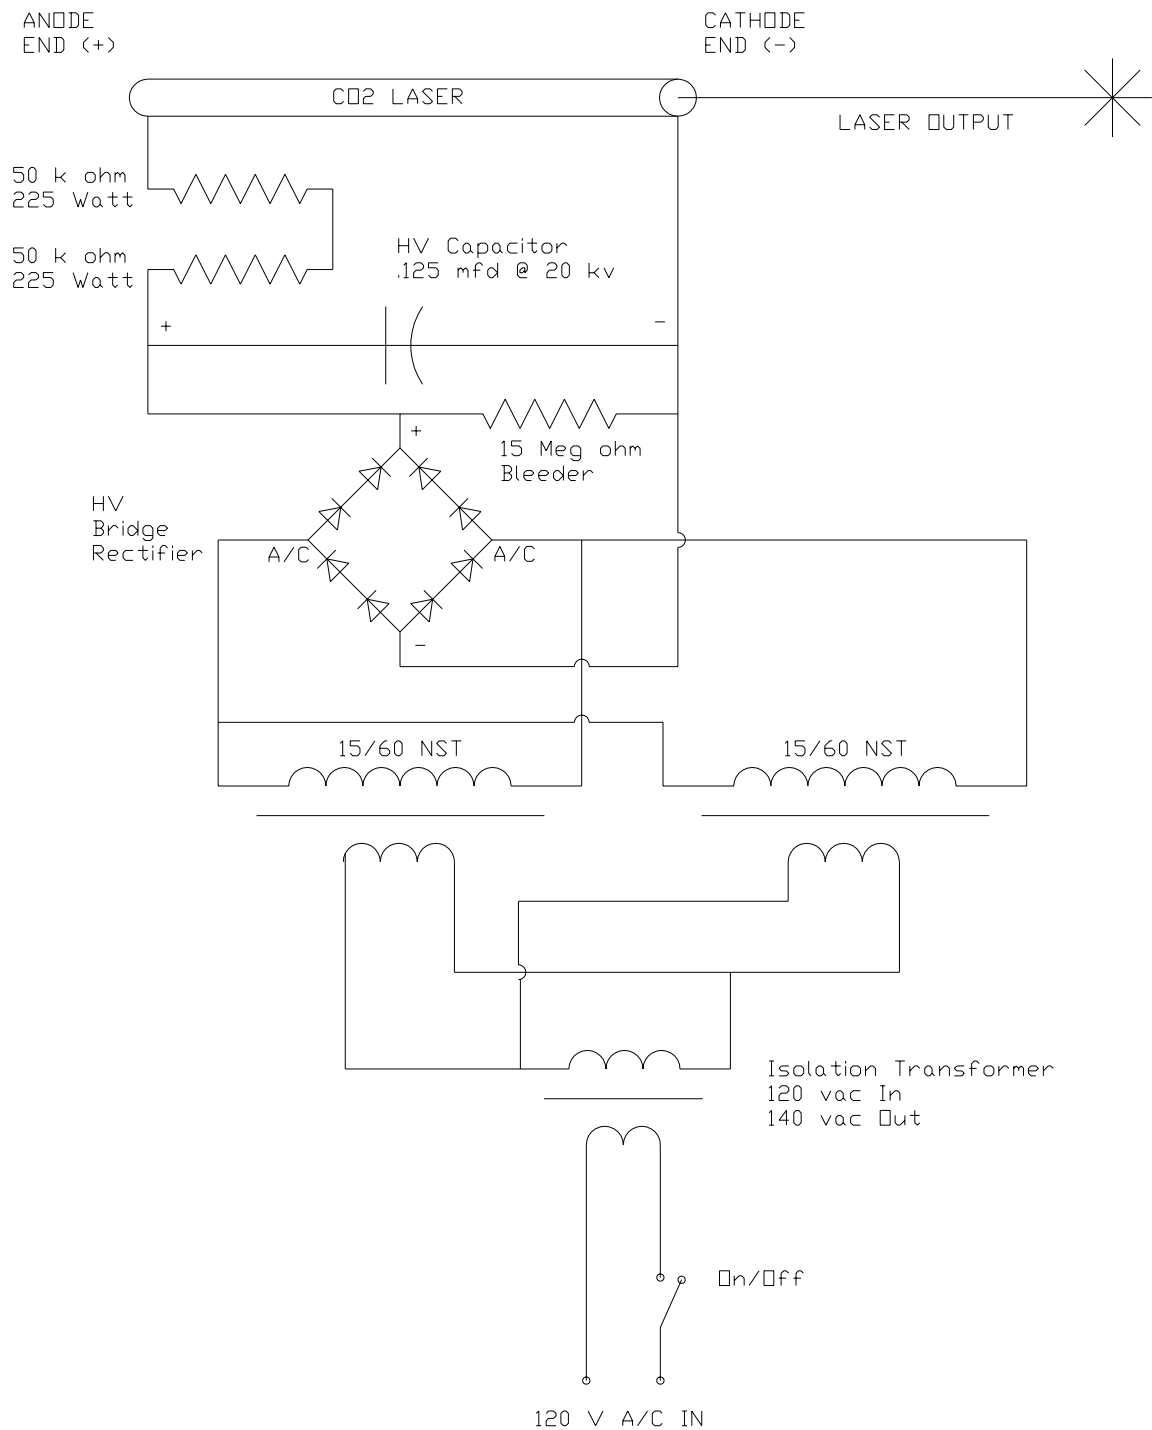 ANODE
END (+)
CATHODE
END (-)
CO2 LASER
LASER OUTPUT
50 k ohm
225 Watt
50 k ohm
225 Watt
HV Capacitor
.125 mfd @ 20 kv
+
-
+
15 Meg ohm
Bleeder
HV
Bridge
Rectifier
A/C
A/C
-
15/60 NST
15/60 NST
Isolation Transformer
120 vac In
140 vac Out
On/Off
120 V A/C IN